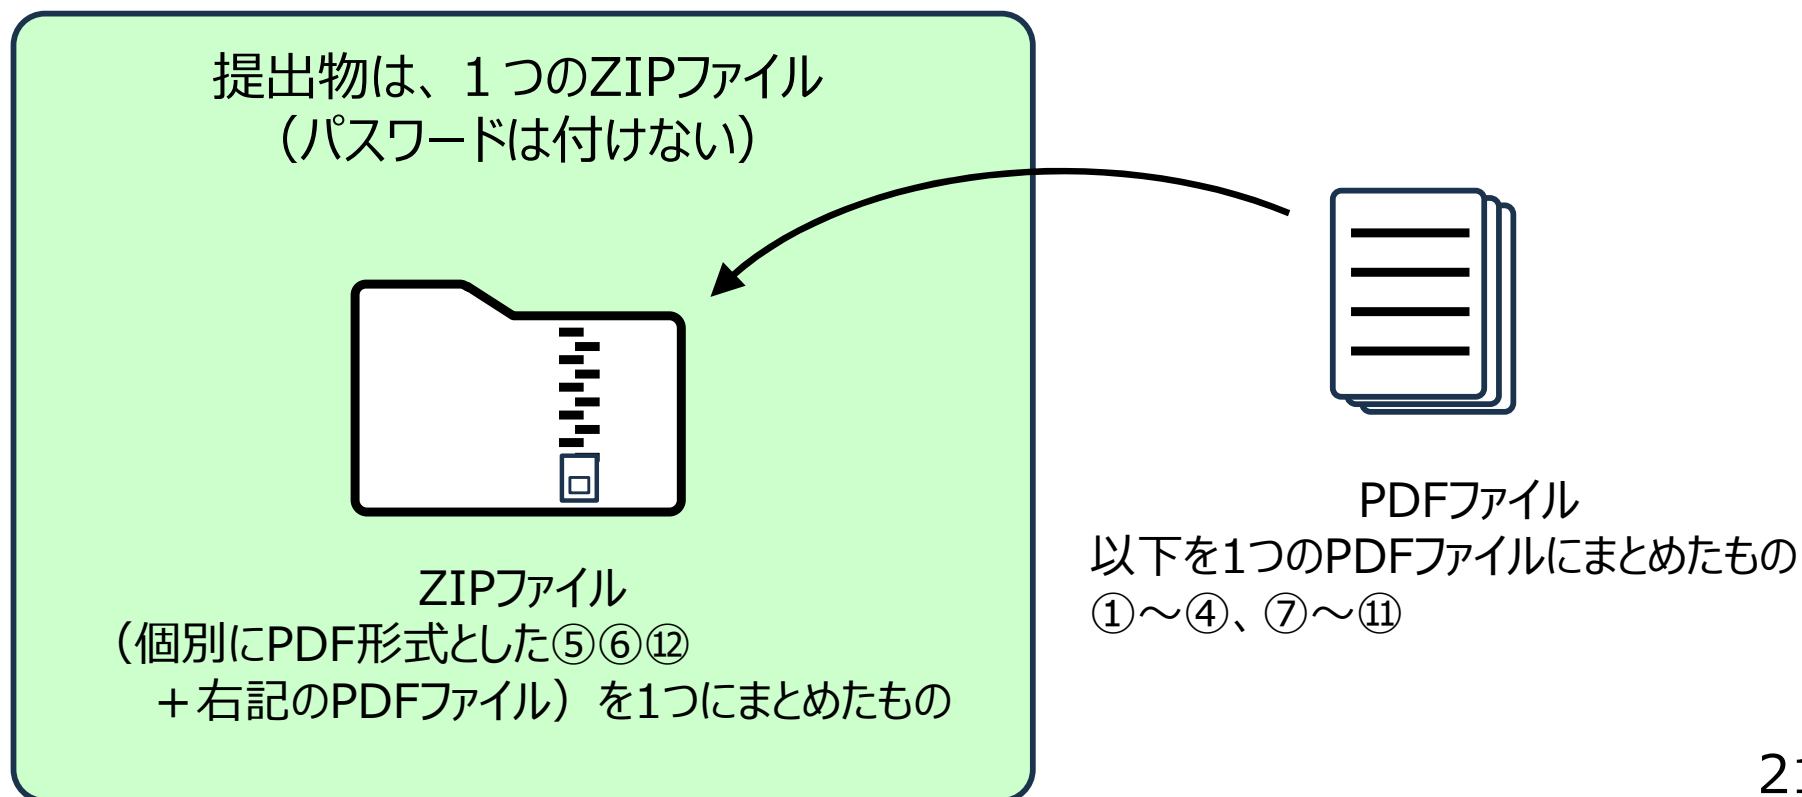 提出物は、１つのZIPファイル
（パスワードは付けない）
ZIPファイル
（個別にPDF形式とした⑤⑥⑫
＋右記のPDFファイル）を1つにまとめたもの
PDFファイル
以下を1つのPDFファイルにまとめたもの
①～④、⑦～⑪